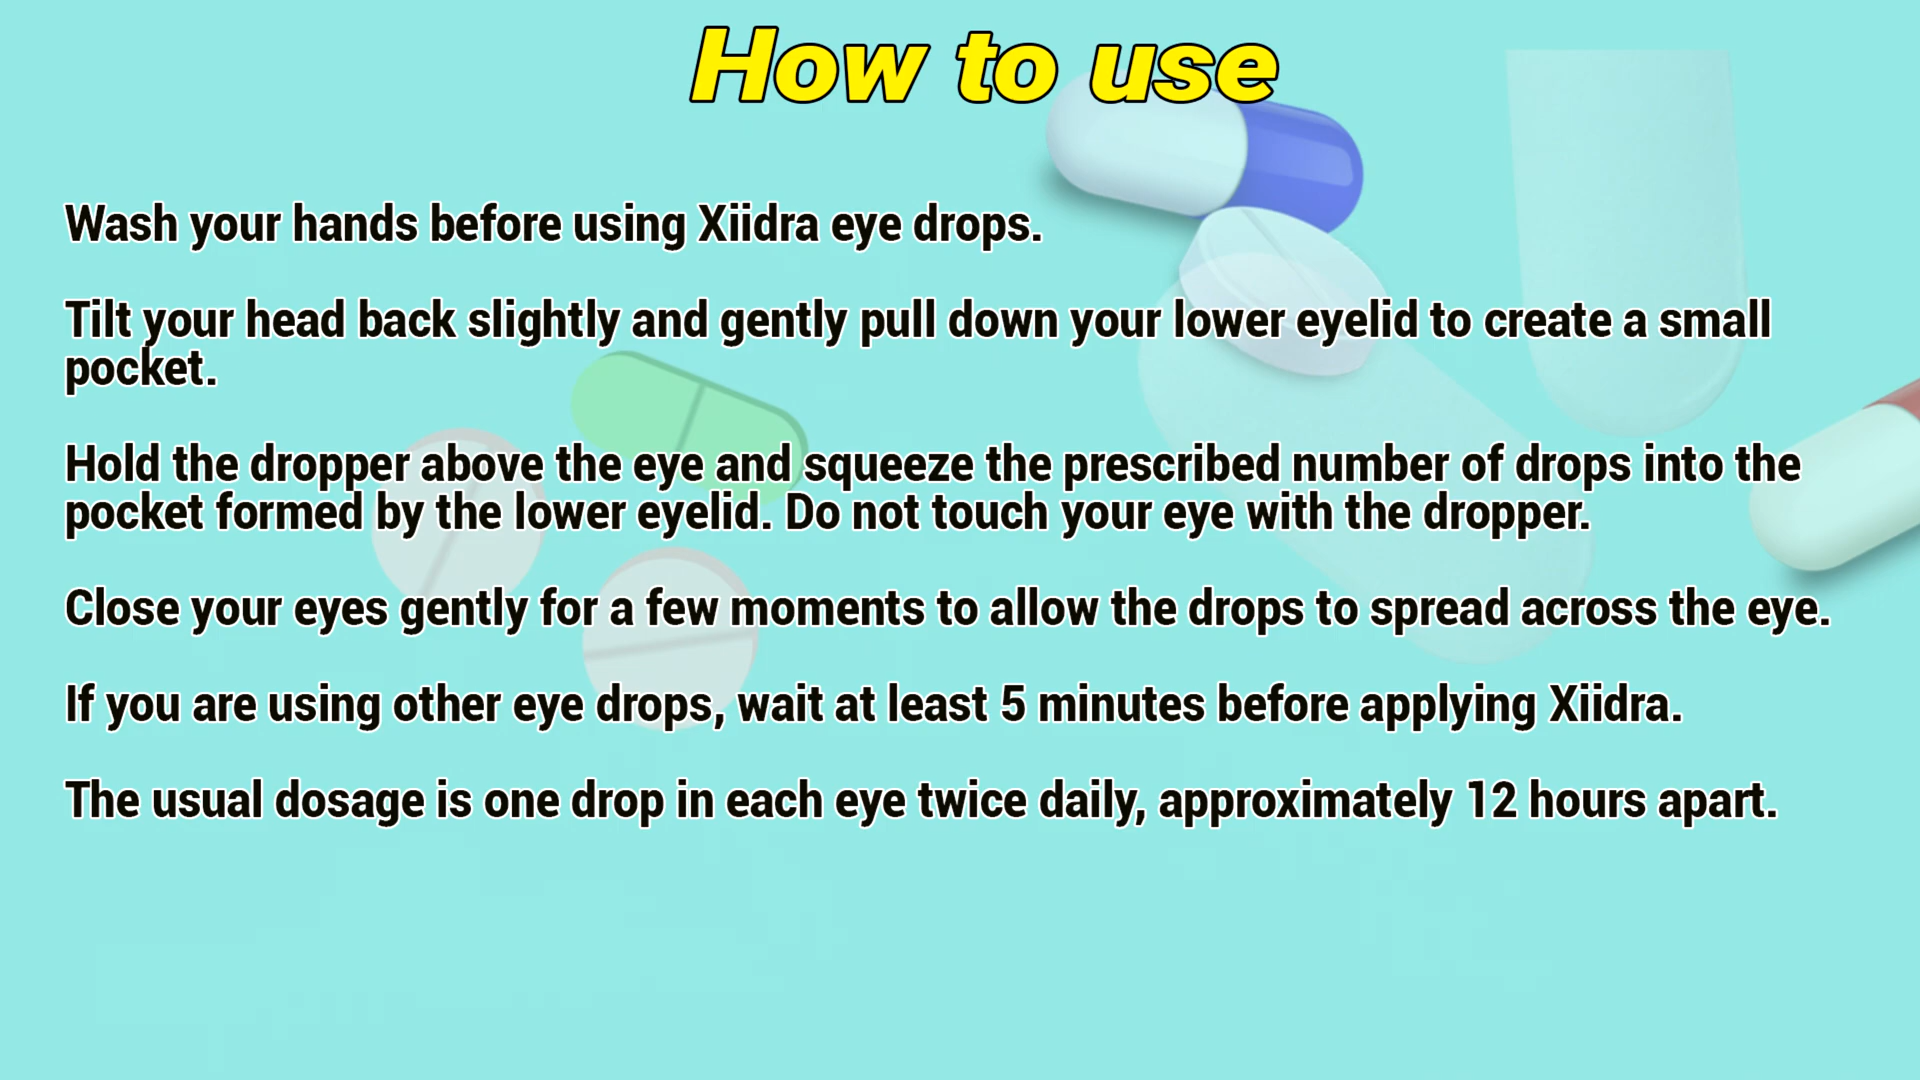 How to use
Wash your hands before using Xiidra eye drops.
Tilt your head back slightly and gently pull down your lower eyelid to create a small
pocket.
Hold the dropper above the eye and squeeze the prescribed number of drops into the
pocket formed by the lower eyelid. Do not touch your eye with the dropper.
Close your eyes gently for a few moments to allow the drops to spread across the eye.
If you are using other eye drops, wait at least 5 minutes before applying Xiidra.
The usual dosage is one drop in each eye twice daily, approximately 12 hours apart.